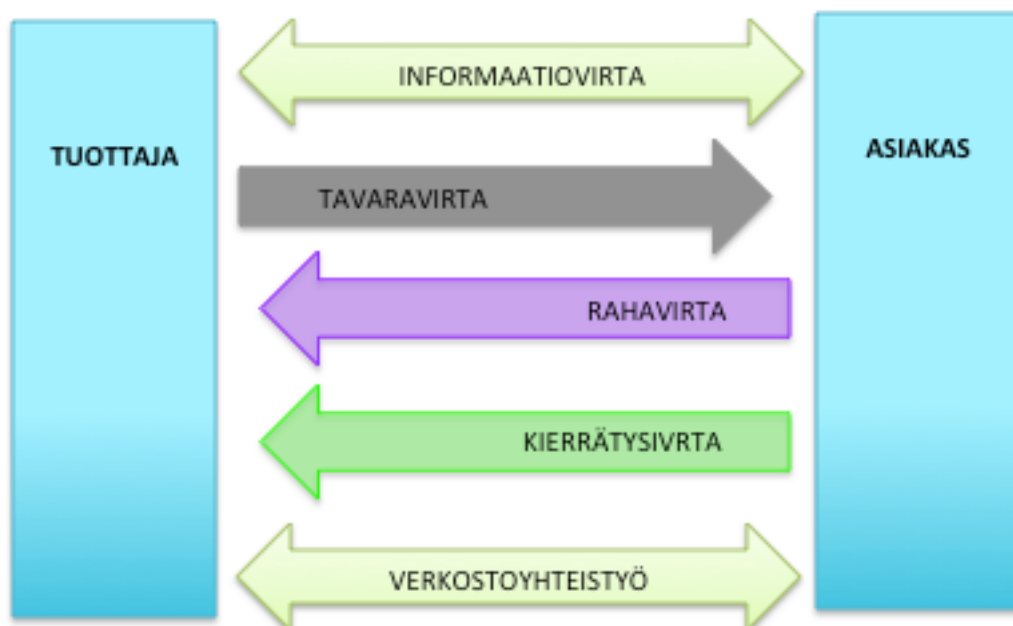 INFORMAATIOVIRTA
TUOTTAJA
ASIAKAS
TAVARAVIRTA
RAHAVIRTA
KIERRÄTYSIVRTA
VERKOSTOYHTEISTYÖ